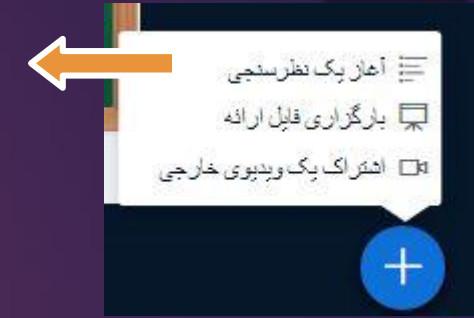 آغاز یک نظرسنجی
بارگزاری فایل ارائه
اشتراک یک ویدیوی خارجی